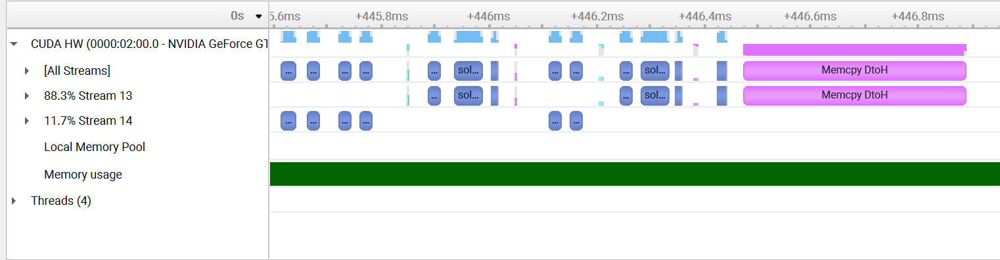 0s 5.6ms +445.8ms +446ms +446.2ms +446.4ms +446.6ms +446.8ms
CUDA HW (0000:02:00.0 - NVIDIA GeForce GT
[All Streams] ... ... ... ... ... sol... ... ... ... sol... Memcpy DtoH
88.3% Stream 13 ... sol... ... sol... Memcpy DtoH
11.7% Stream 14 ... ... ... ... ... ...
Local Memory Pool
Memory usage
Threads (4)